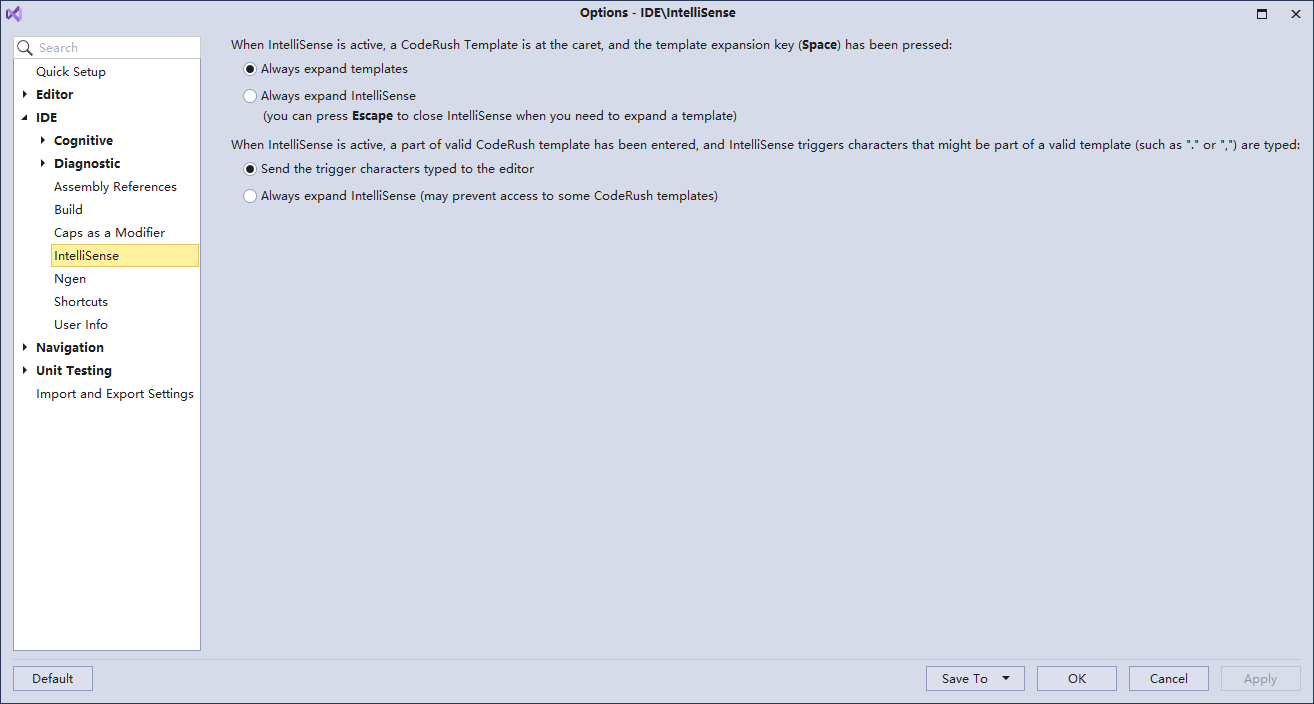 Options - IDE\IntelliSense
Search
Quick Setup
Editor
IDE
Cognitive
Diagnostic
Assembly References
Build
Caps as a Modifier
IntelliSense
Ngen
Shortcuts
User Info
Navigation
Unit Testing
Import and Export Settings
When IntelliSense is active, a CodeRush Template is at the caret, and the template expansion key (Space) has been pressed:
Always expand templates
Always expand IntelliSense
(you can press Escape to close IntelliSense when you need to expand a template)
When IntelliSense is active, a part of valid CodeRush template has been entered, and IntelliSense triggers characters that might be part of a valid template (such as "." or ",") are typed:
Send the trigger characters typed to the editor
Always expand IntelliSense (may prevent access to some CodeRush templates)
Default
Save To
OK
Cancel
Apply